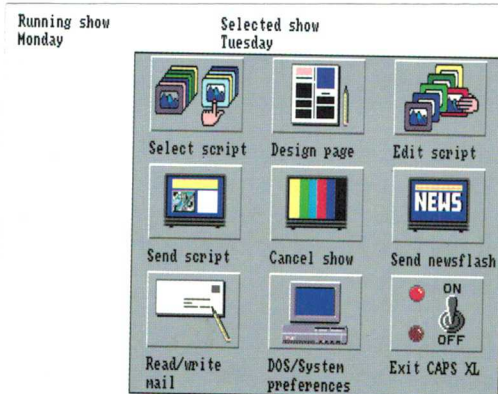 Running show
Monday
Selected show
Tuesday
Select script
Design page
Edit script
Send script
Cancel show
NEWS
Send newsflash
Read/write
mail
DOS/System
preferences
ON
OFF
Exit CAPS XL